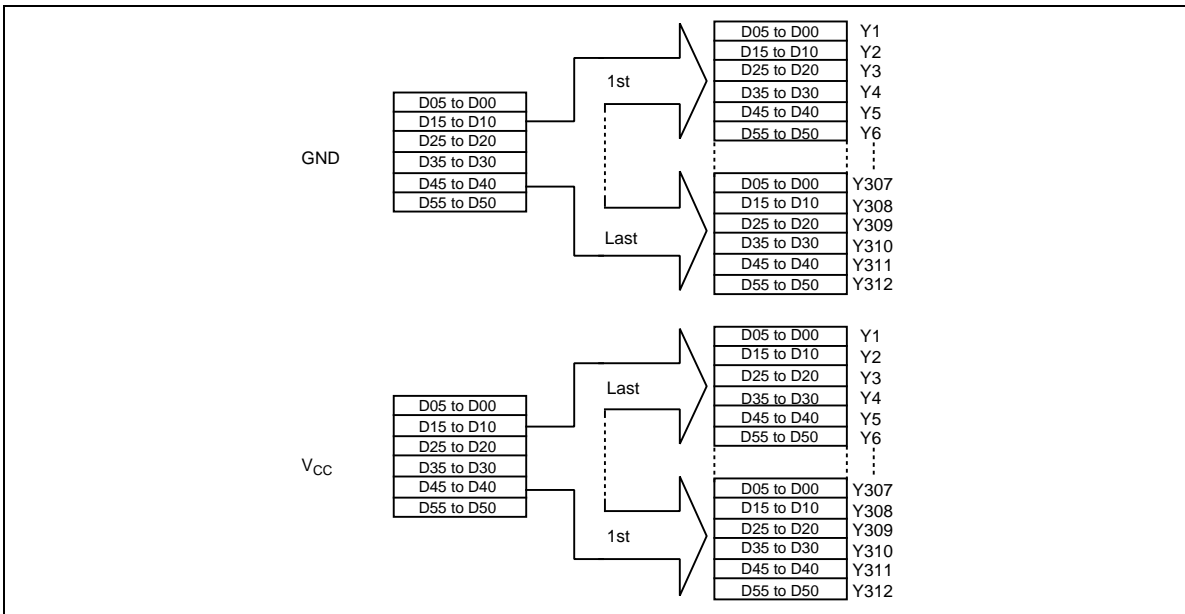 GND
D05 to D00
D15 to D10
D25 to D20
D35 to D30
D45 to D40
D55 to D50
1st
Last
D05 to D00 Y1
D15 to D10 Y2
D25 to D20 Y3
D35 to D30 Y4
D45 to D40 Y5
D55 to D50 Y6
D05 to D00 Y307
D15 to D10 Y308
D25 to D20 Y309
D35 to D30 Y310
D45 to D40 Y311
D55 to D50 Y312
VCC
D05 to D00
D15 to D10
D25 to D20
D35 to D30
D45 to D40
D55 to D50
Last
1st
D05 to D00 Y1
D15 to D10 Y2
D25 to D20 Y3
D35 to D30 Y4
D45 to D40 Y5
D55 to D50 Y6
D05 to D00 Y307
D15 to D10 Y308
D25 to D20 Y309
D35 to D30 Y310
D45 to D40 Y311
D55 to D50 Y312